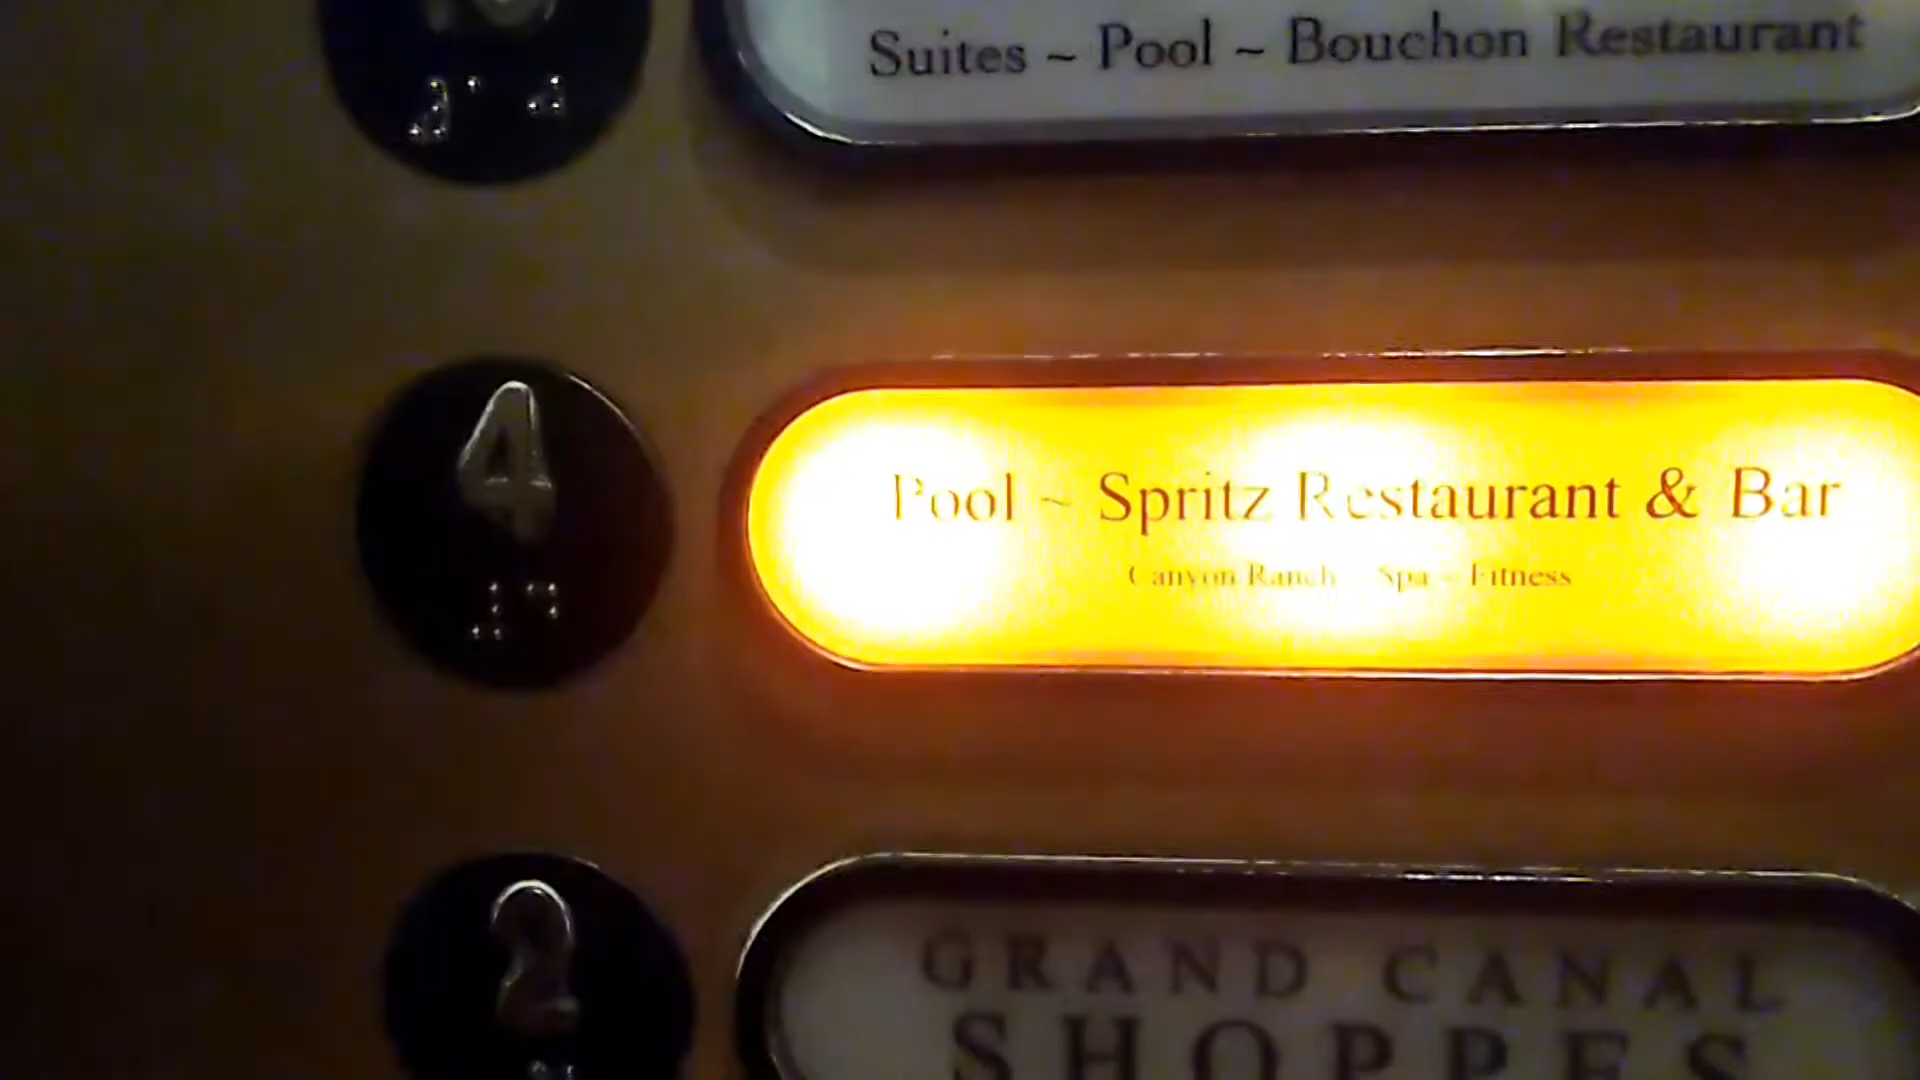 Suites ~ Pool ~ Bouchon Restaurant
4
Pool ~ Spritz Restaurant & Bar
Canyon Ranch ~ Spa ~ Fitness
2
GRAND CANAL
SHOPPES